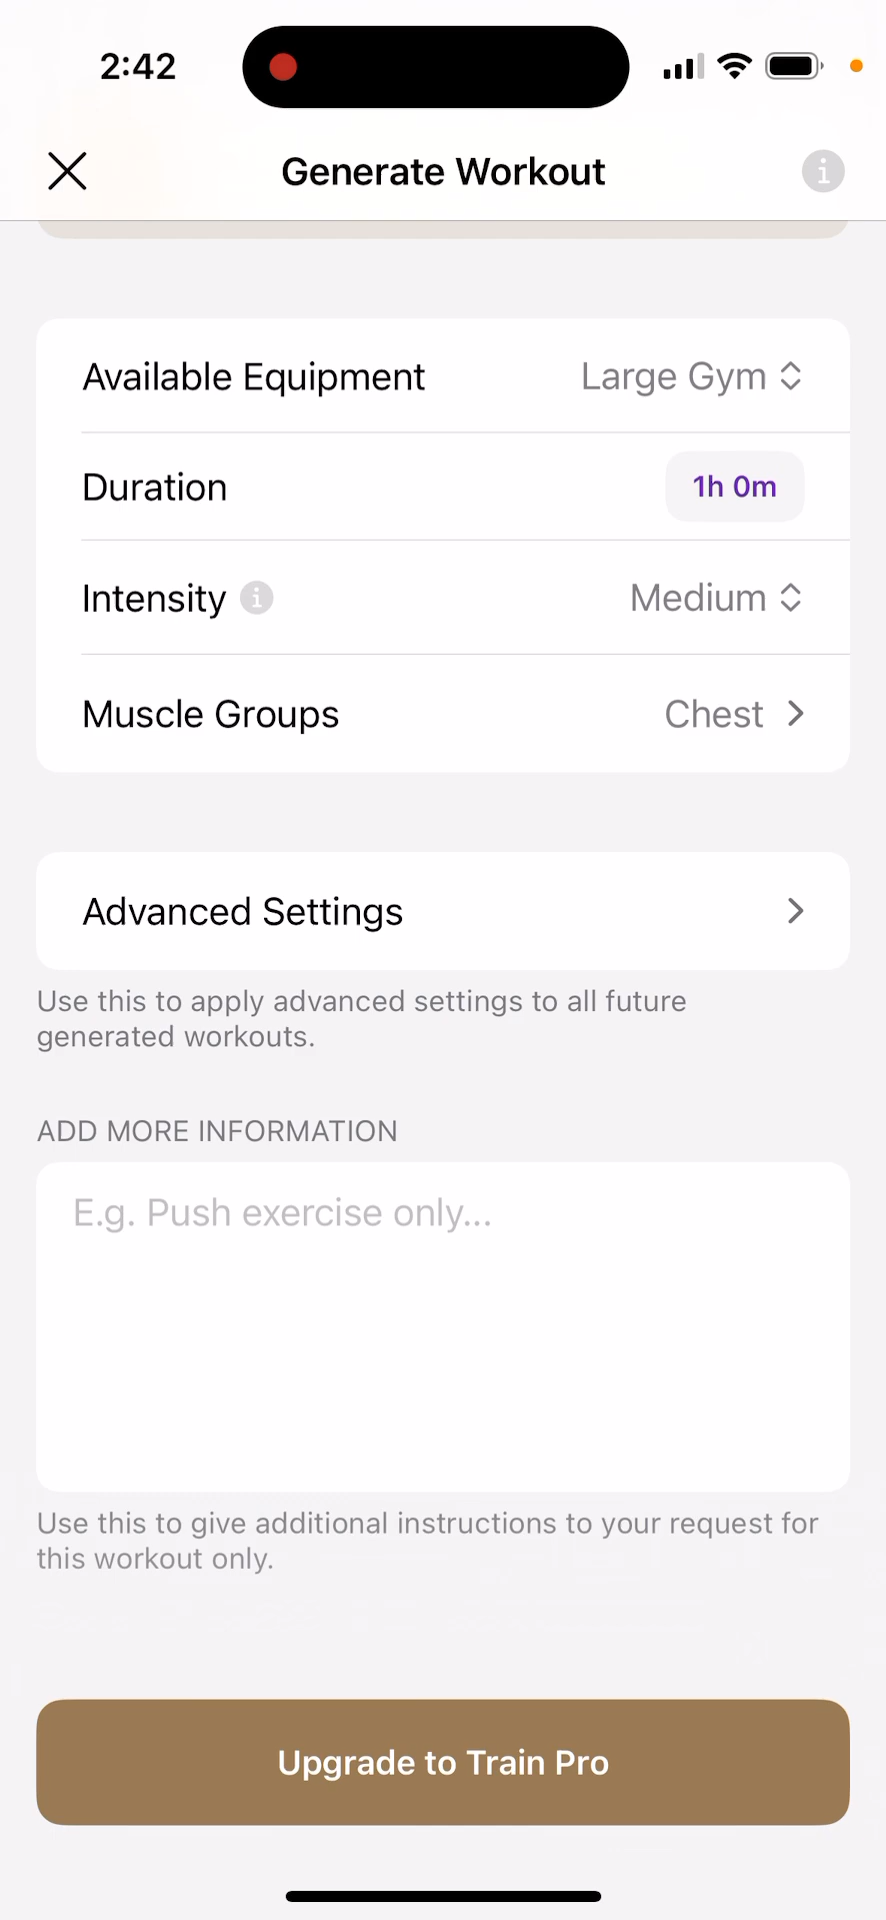 2:42
Generate Workout
Available Equipment Large Gym
Duration 1h 0m
Intensity Medium
Muscle Groups Chest
Advanced Settings
Use this to apply advanced settings to all future
generated workouts.
ADD MORE INFORMATION
E.g. Push exercise only...
Use this to give additional instructions to your request for
this workout only.
Upgrade to Train Pro